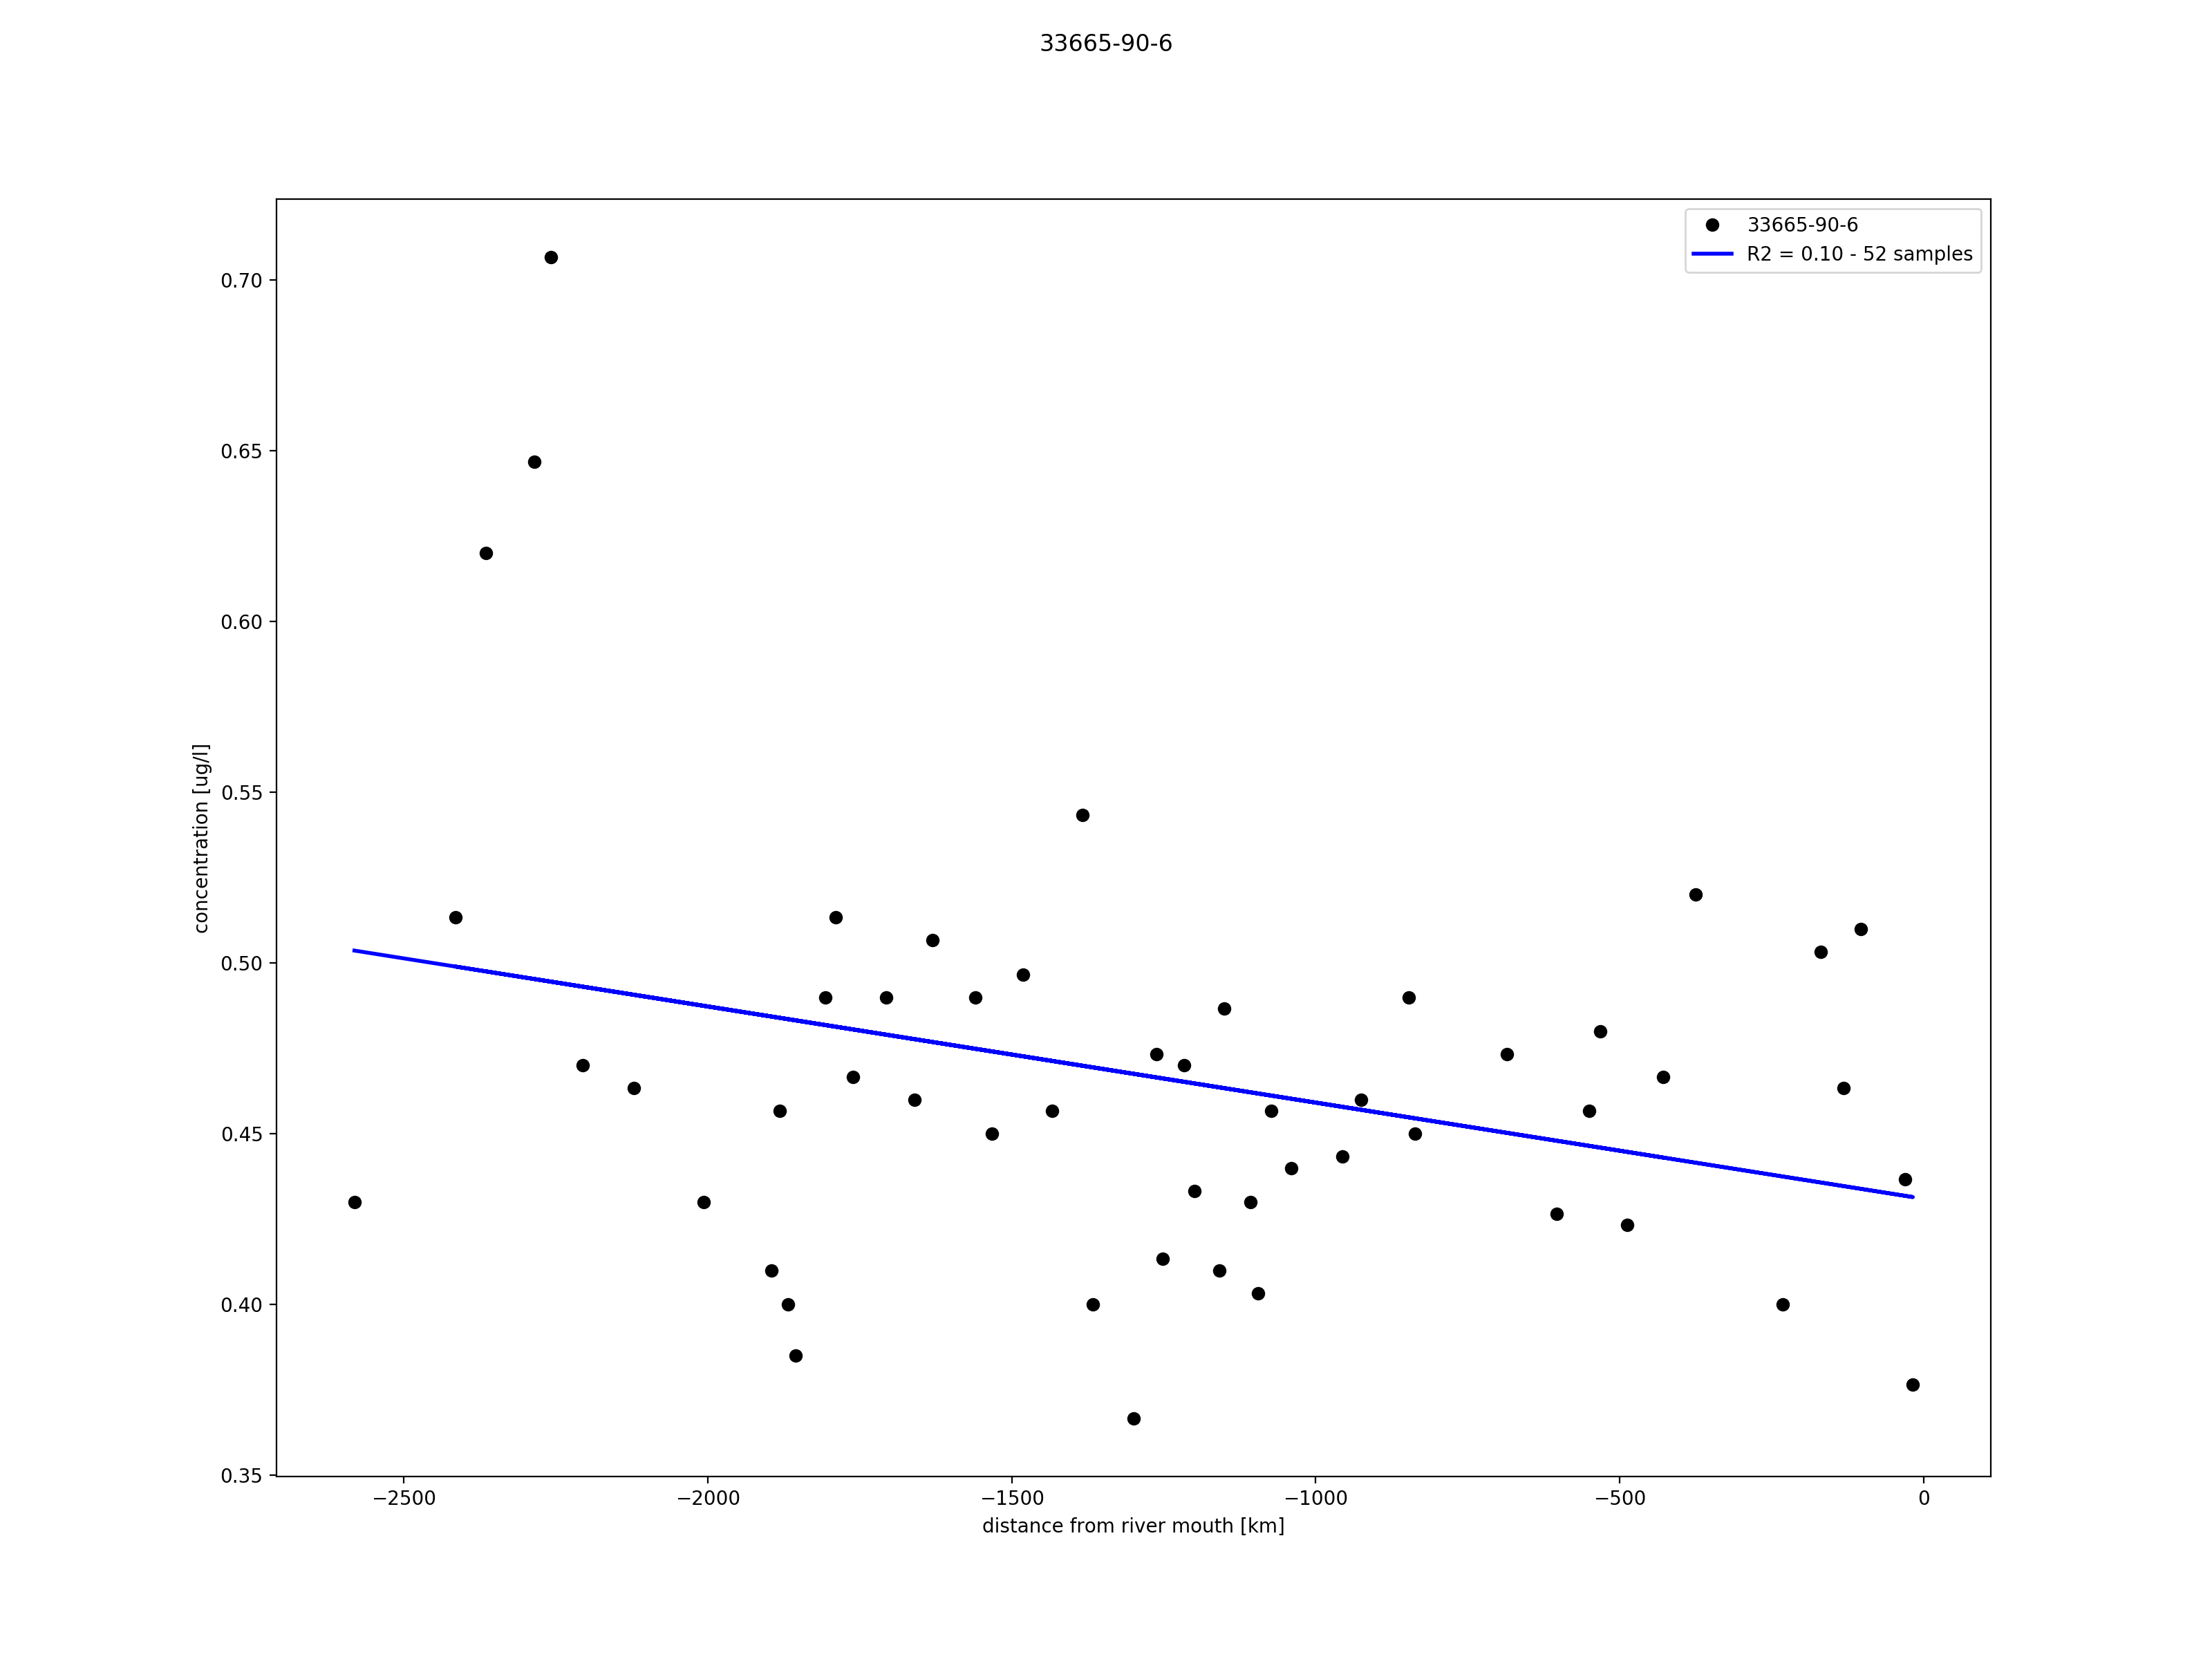 33665-90-6
33665-90-6
R2 = 0.10 - 52 samples
0.70
0.65
0.60
0.55
0.50
0.45
0.40
0.35
concentration [ug/l]
−2500 −2000 −1500 −1000 −500 0
distance from river mouth [km]